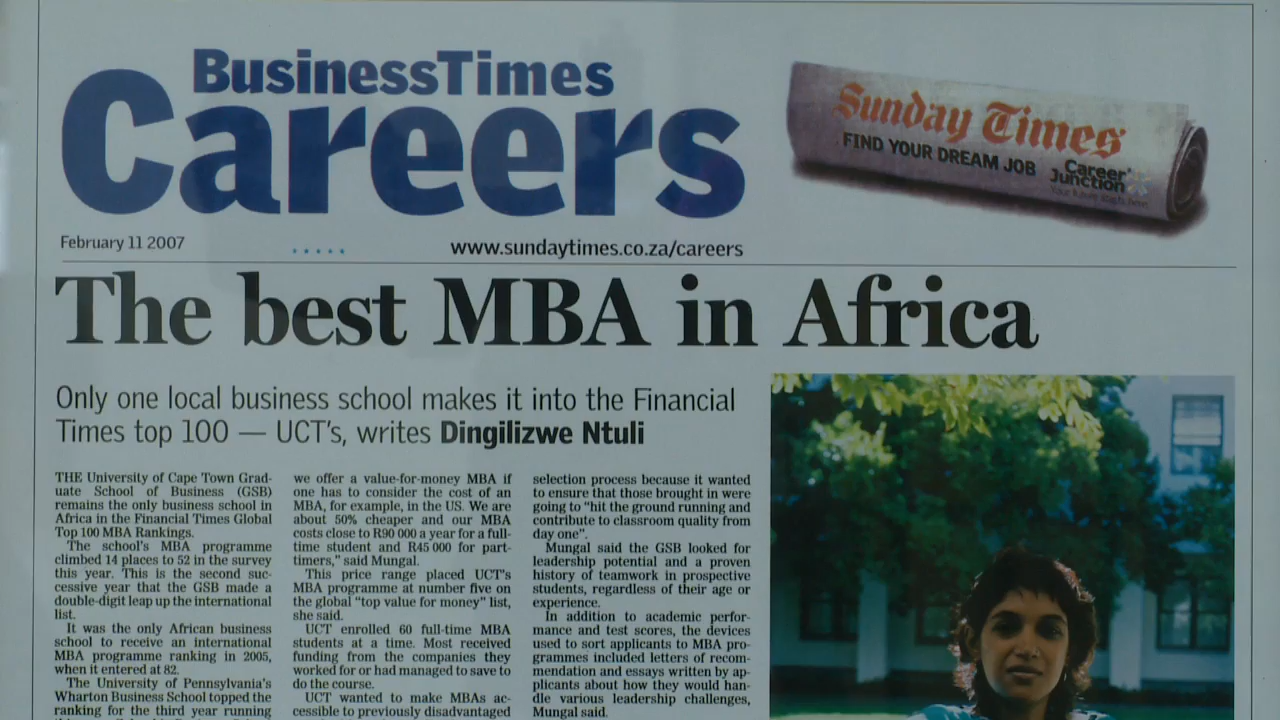 BusinessTimes
Careers
Sunday Times
FIND YOUR DREAM JOB
Career
Junction
February 11 2007
www.sundaytimes.co.za/careers
The best MBA in Africa
Only one local business school makes it into the Financial
Times top 100 — UCT's, writes Dingilizwe Ntuli
THE University of Cape Town Grad-
uate School of Business (GSB)
remains the only business school in
Africa in the Financial Times Global
Top 100 MBA Rankings.
The school's MBA programme
climbed 14 places to 52 in the survey
this year. This is the second suc-
cessive year that the GSB made a
double-digit leap up the international
list.
It was the only African business
school to receive an international
MBA programme ranking in 2005,
when it entered at 82.
The University of Pennsylvania's
Wharton Business School topped the
ranking for the third year running
we offer a value-for-money MBA if
one has to consider the cost of an
MBA, for example, in the US. We are
about 50% cheaper and our MBA
costs close to R90 000 a year for a full-
time student and R45 000 for part-
timers," said Mungal.
This price range placed UCT's
MBA programme at number five on
the global "top value for money" list,
she said.
UCT enrolled 60 full-time MBA
students at a time. Most received
funding from the companies they
worked for or had managed to save to
do the course.
UCT wanted to make MBAs ac-
cessible to previously disadvantaged
selection process because it wanted
to ensure that those brought in were
going to "hit the ground running and
contribute to classroom quality from
day one".
Mungal said the GSB looked for
leadership potential and a proven
history of teamwork in prospective
students, regardless of their age or
experience.
In addition to academic perfor-
mance and test scores, the devices
used to sort applicants to MBA pro-
grammes included letters of recom-
mendation and essays written by ap-
plicants about how they would han-
dle various leadership challenges,
Mungal said.